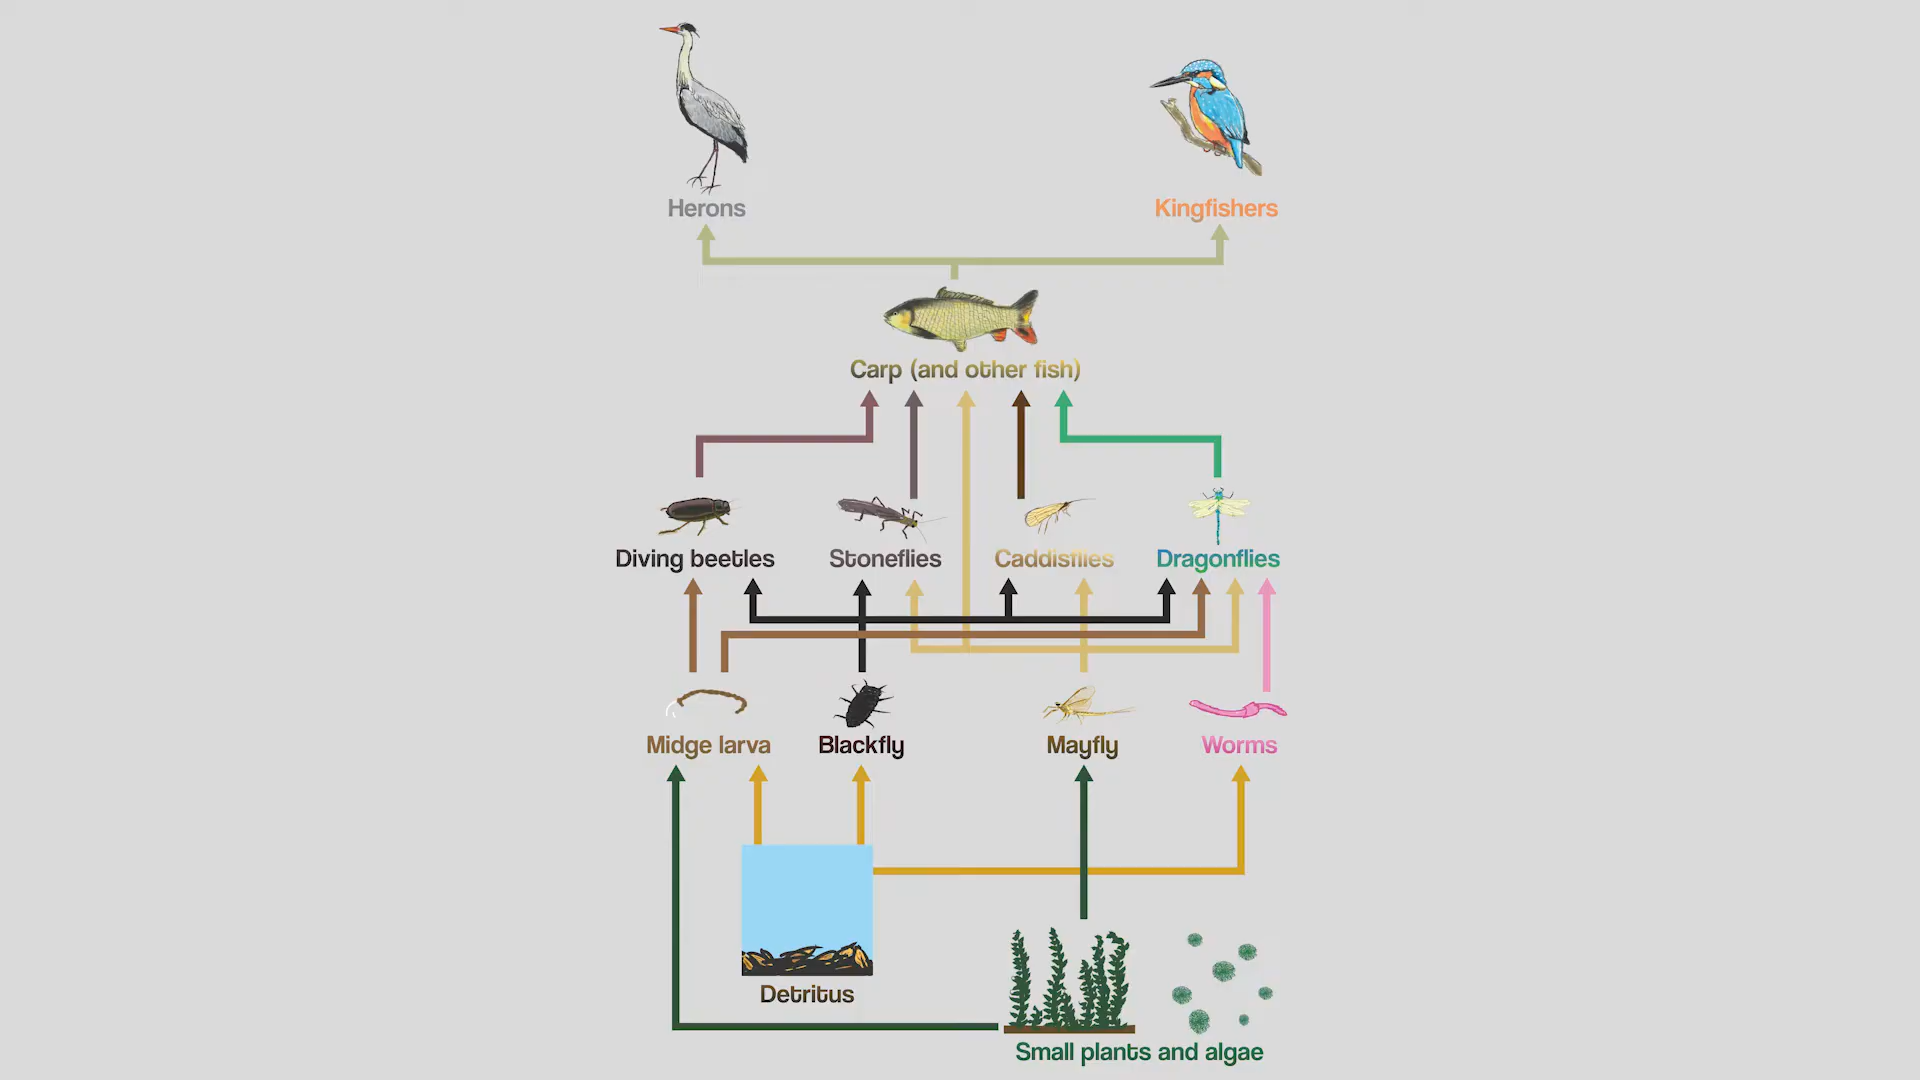 Herons
Kingfishers
Carp (and other fish)
Diving beetles
Stoneflies
Caddisflies
Dragonflies
Midge larva
Blackfly
Mayfly
Worms
Detritus
Small plants and algae